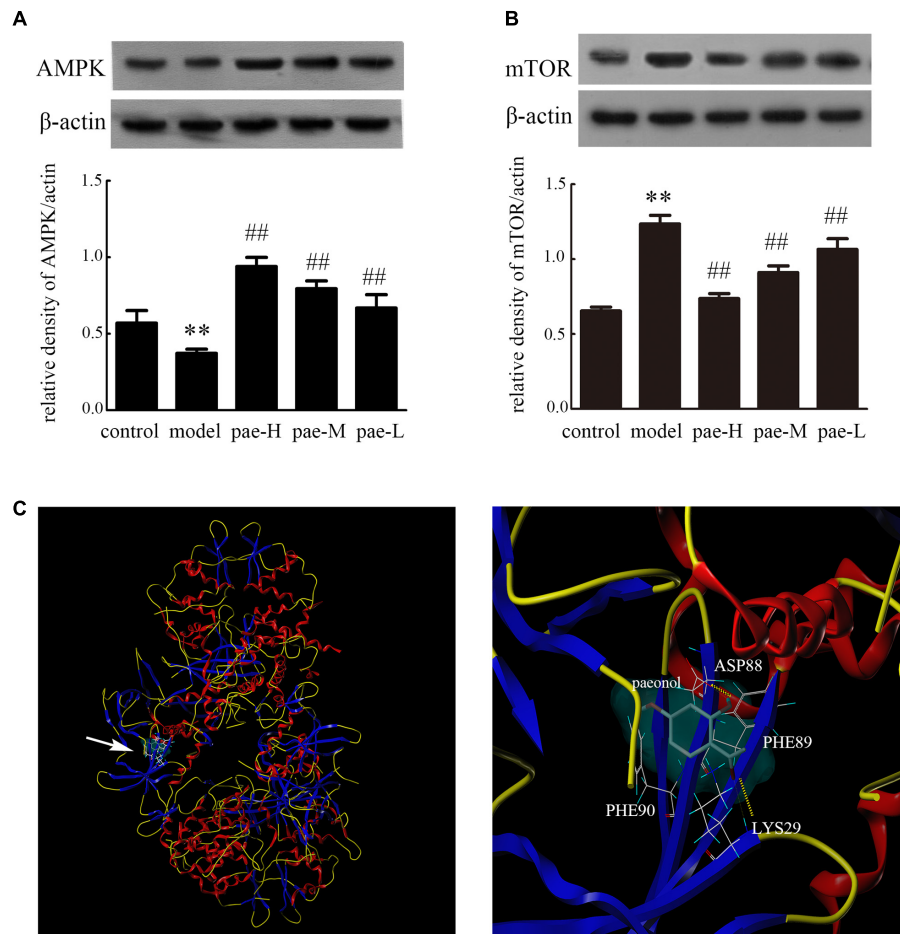 A
AMPK
β-actin
relative density of AMPK/actin
1.5
1.0
0.5
0.0
**
##
##
##
control model pae-H pae-M pae-L
B
mTOR
β-actin
relative density of mTOR/actin
1.5
1.0
0.5
0.0
**
##
##
##
control model pae-H pae-M pae-L
C
ASP88
paeonol
PHE89
PHE90
LYS29